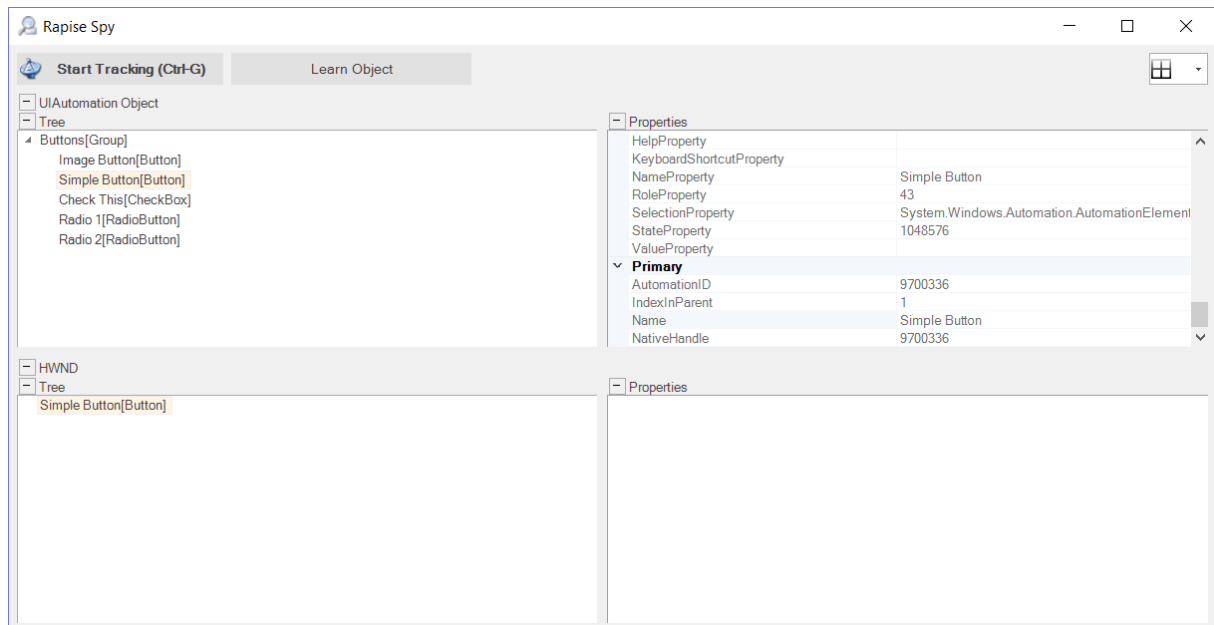 Rapise Spy
Start Tracking (Ctrl-G) Learn Object
UIAutomation Object
Tree
Buttons[Group]
Image Button[Button]
Simple Button[Button]
Check This[CheckBox]
Radio 1[RadioButton]
Radio 2[RadioButton]
Properties
HelpProperty
KeyboardShortcutProperty
NameProperty Simple Button
RoleProperty 43
SelectionProperty System.Windows.Automation.AutomationElement
StateProperty 1048576
ValueProperty
Primary
AutomationID 9700336
IndexInParent 1
Name Simple Button
NativeHandle 9700336
HWND
Tree
Simple Button[Button]
Properties